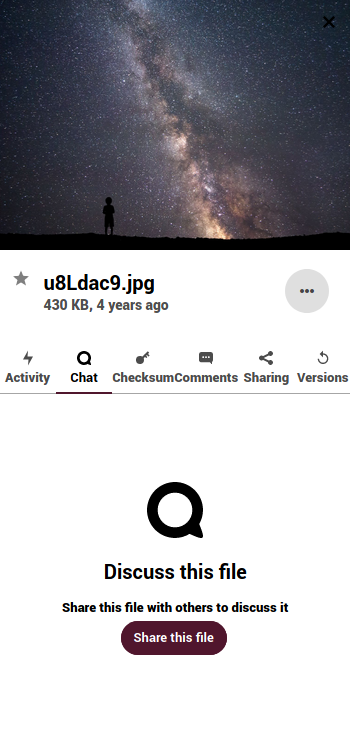 u8Ldac9.jpg
430 KB, 4 years ago
Activity Chat Checksum Comments Sharing Versions
Discuss this file
Share this file with others to discuss it
Share this file